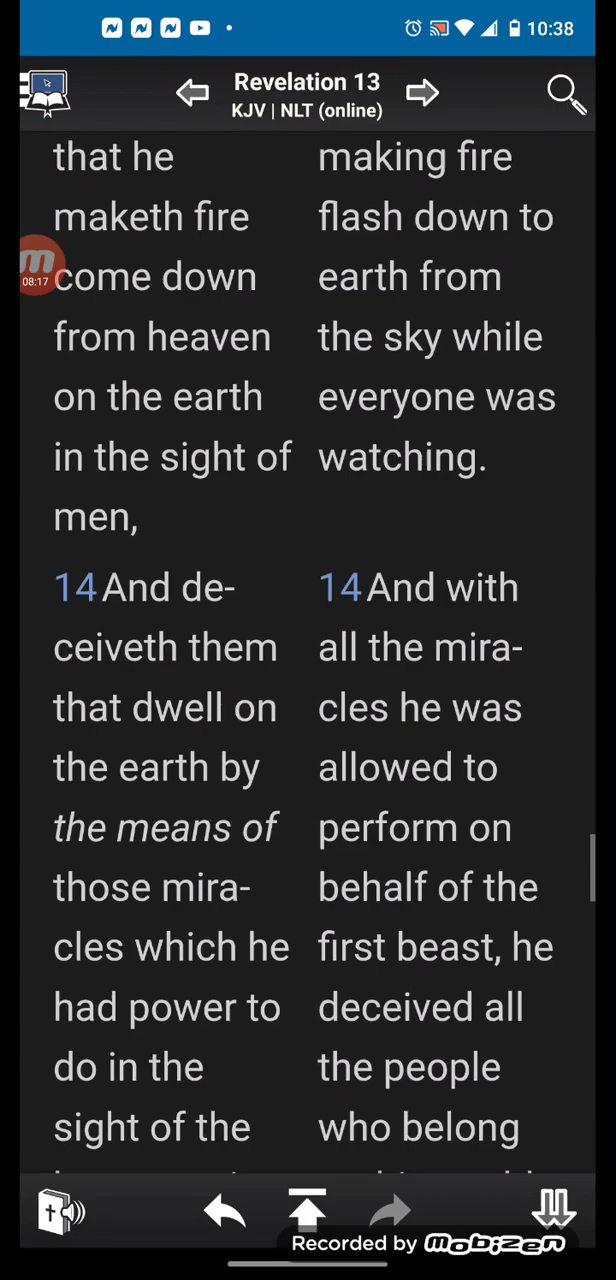 10:38
Revelation 13
KJV | NLT (online)
that he
maketh fire
come down
from heaven
on the earth
in the sight of
men,
14 And de-
ceiveth them
that dwell on
the earth by
the means of
those mira-
cles which he
had power to
do in the
sight of the
making fire
flash down to
earth from
the sky while
everyone was
watching.
14 And with
all the mira-
cles he was
allowed to
perform on
behalf of the
first beast, he
deceived all
the people
who belong
08:17
Recorded by mobizen